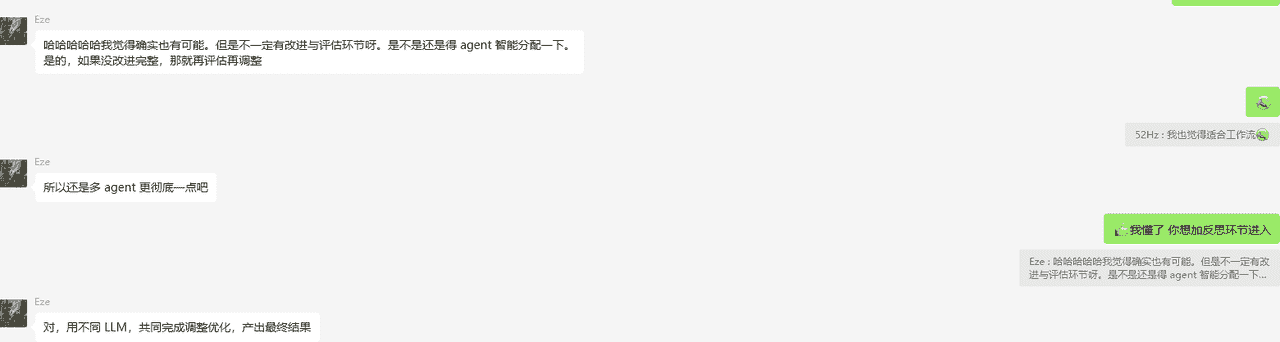 Eze
哈哈哈哈哈我觉得确实也有可能。但是不一定有改进与评估环节呀。是不是还是得 agent 智能分配一下。
是的，如果没改进完整，那就再评估再调整
52Hz : 我也觉得适合工作流
Eze
所以还是多 agent 更彻底一点吧
我懂了 你想加反思环节进入
Eze : 哈哈哈哈哈我觉得确实也有可能。但是不一定有改
进与评估环节呀。是不是还是得 agent 智能分配一下...
Eze
对，用不同 LLM，共同完成调整优化，产出最终结果